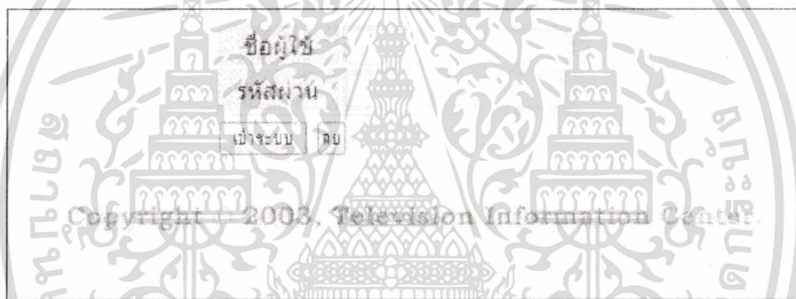 ชื่อผู้ใช้
รหัสผ่าน
เข้าระบบ ลบ
Copyright © 2003, Television Information Center.